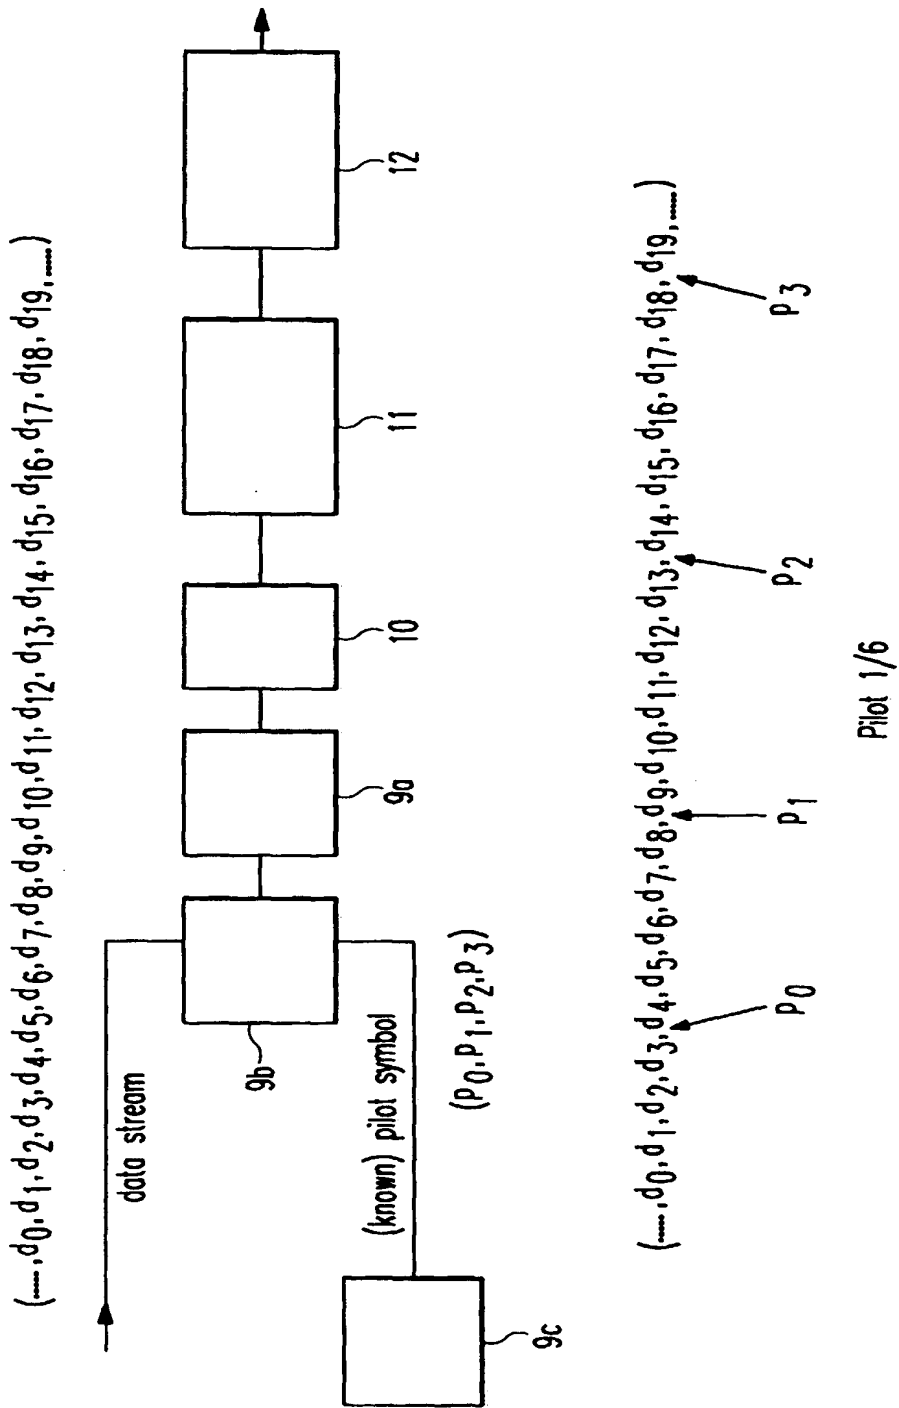 (....., d0, d1, d2, d3, d4, d5, d6, d7, d8, d9, d10, d11, d12, d13, d14, d15, d16, d17, d18, d19, .....)
data stream
9b
9a
10
11
12
(known) pilot symbol
(p0, p1, p2, p3)
9c
(....., d0, d1, d2, d3, d4, d5, d6, d7, d8, d9, d10, d11, d12, d13, d14, d15, d16, d17, d18, d19, .....)
p0
p1
p2
p3
Pilot 1/6